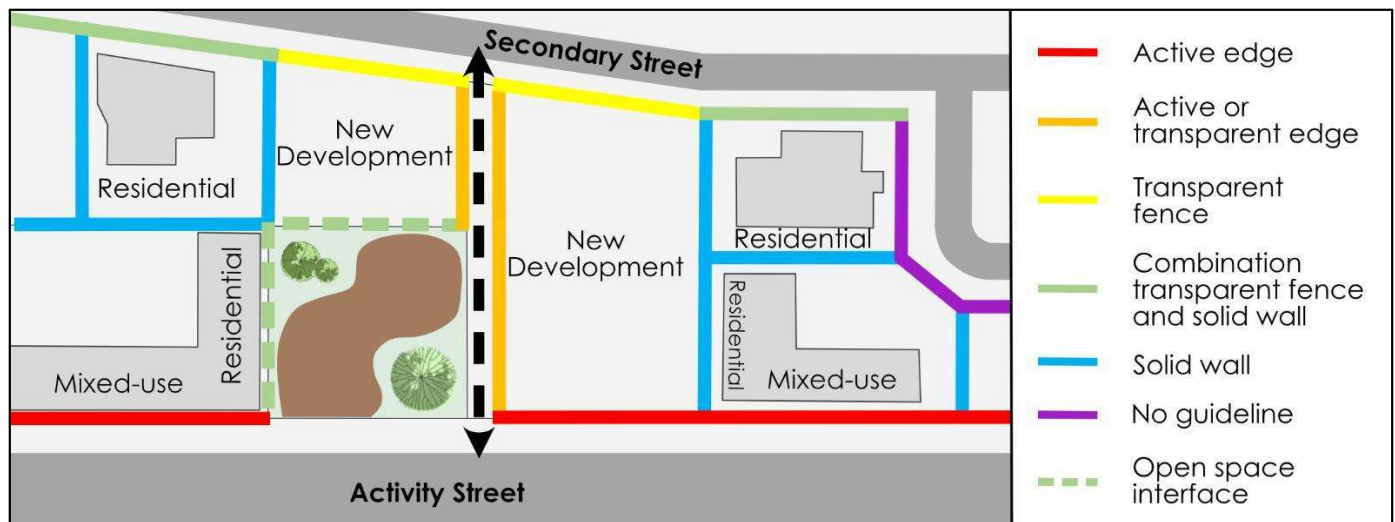 Secondary Street
New
Development
Residential
New
Development
Residential
Residential
Mixed-use
Residential
Mixed-use
Activity Street
Active edge
Active or
transparent edge
Transparent
fence
Combination
transparent fence
and solid wall
Solid wall
No guideline
Open space
interface